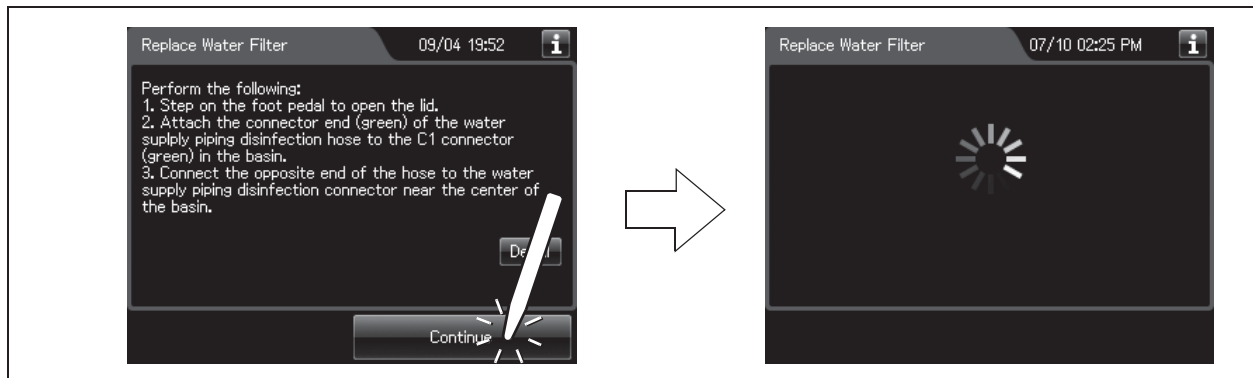 Replace Water Filter 09/04 19:52
Perform the following:
1. Step on the foot pedal to open the lid.
2. Attach the connector end (green) of the water
suplply piping disinfection hose to the C1 connector
(green) in the basin.
3. Connect the opposite end of the hose to the water
supply piping disinfection connector near the center of
the basin.
Continue
Replace Water Filter 07/10 02:25 PM